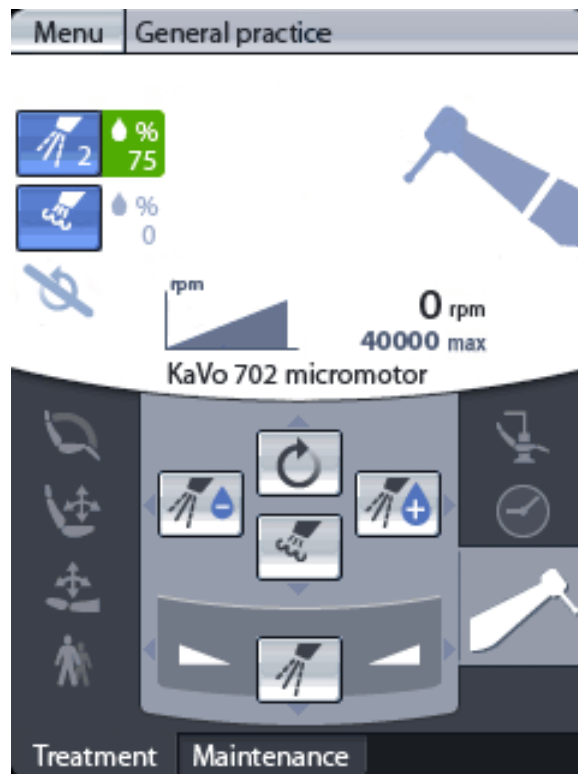 Menu General practice
2 % 75
% 0
rpm
0 rpm
40000 max
KaVo 702 micromotor
Treatment Maintenance